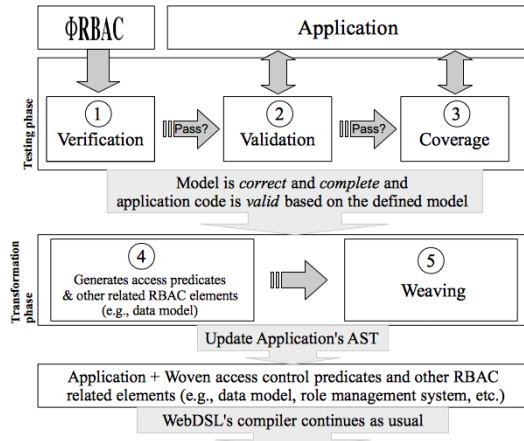 ΦRBAC
Application
Testing phase
1
Verification
Pass?
2
Validation
Pass?
3
Coverage
Model is correct and complete and
application code is valid based on the defined model
Transformation
phase
4
Generates access predicates
& other related RBAC elements
(e.g., data model)
5
Weaving
Update Application's AST
Application + Woven access control predicates and other RBAC
related elements (e.g., data model, role management system, etc.)
WebDSL's compiler continues as usual